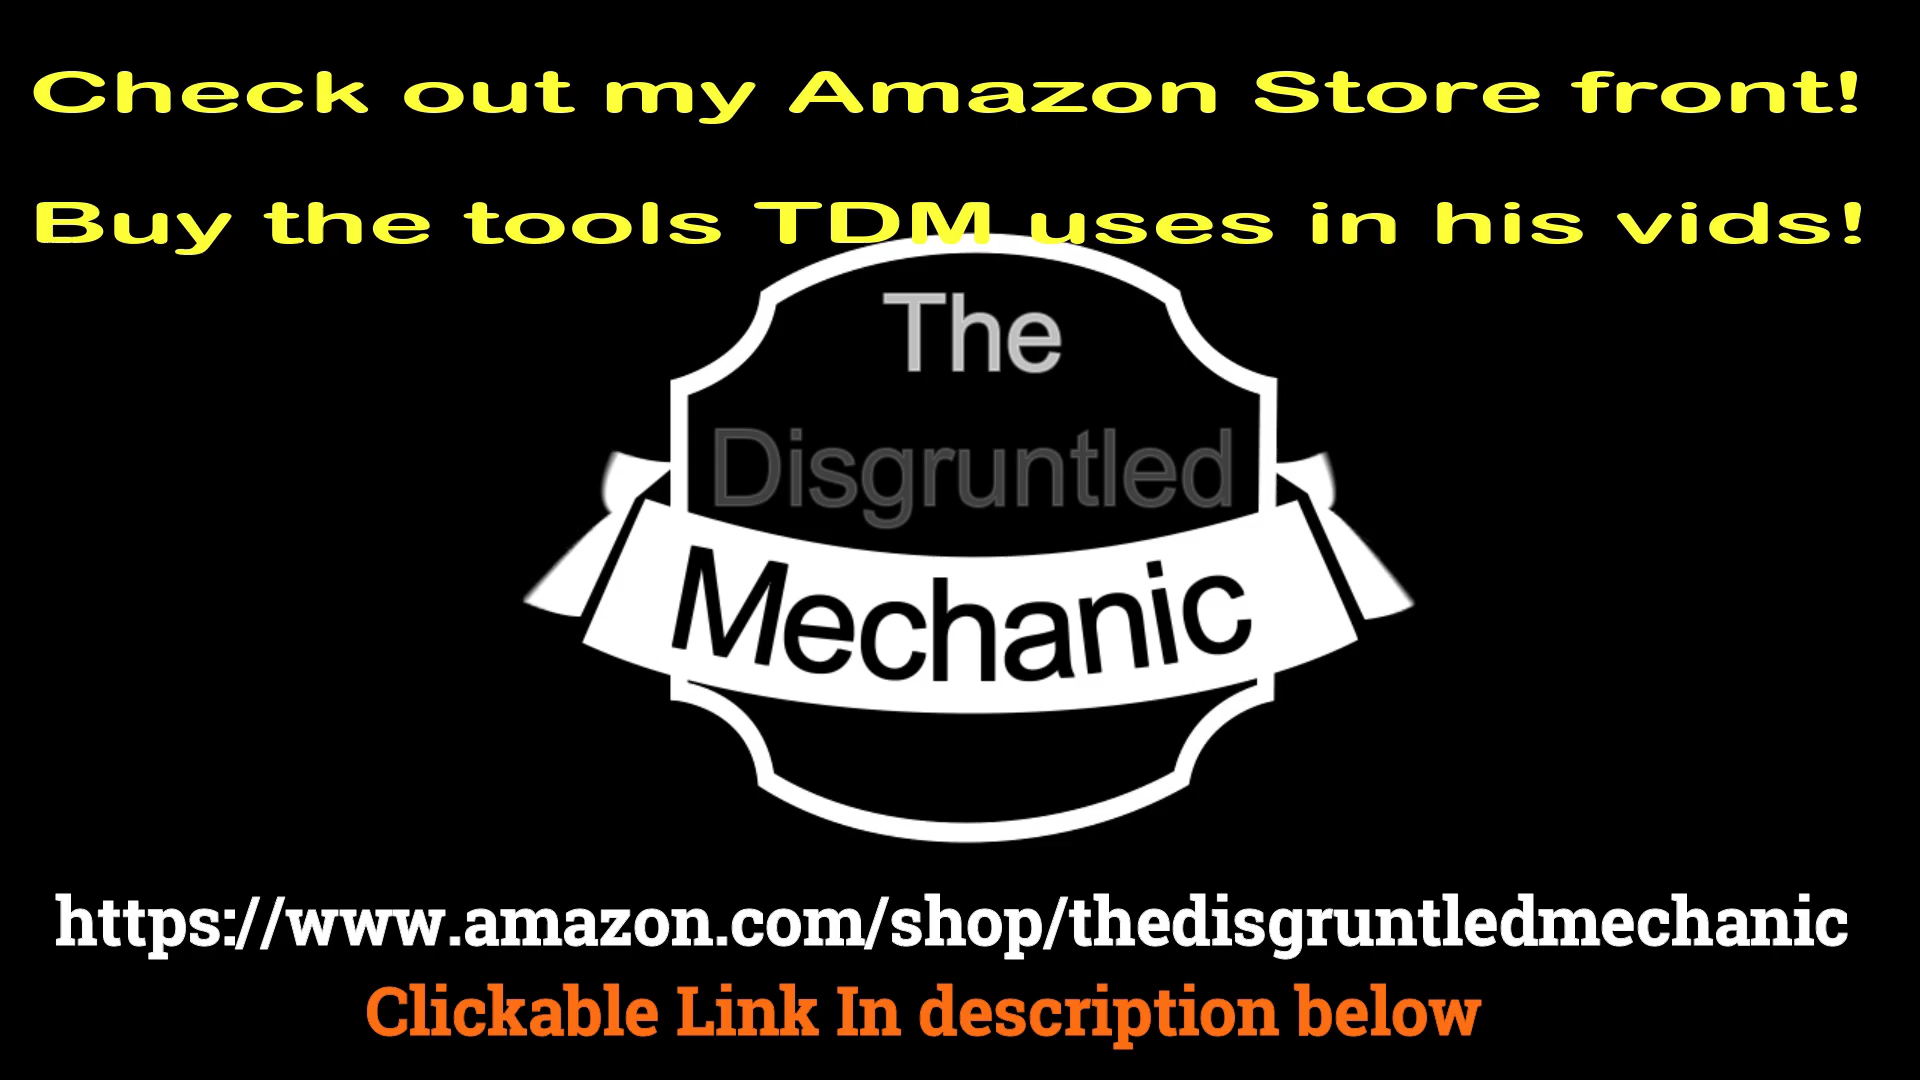 Check out my Amazon Store front!
Buy the tools TDM uses in his vids!
The
Disgruntled
Mechanic
https://www.amazon.com/shop/thedisgruntledmechanic
Clickable Link In description below